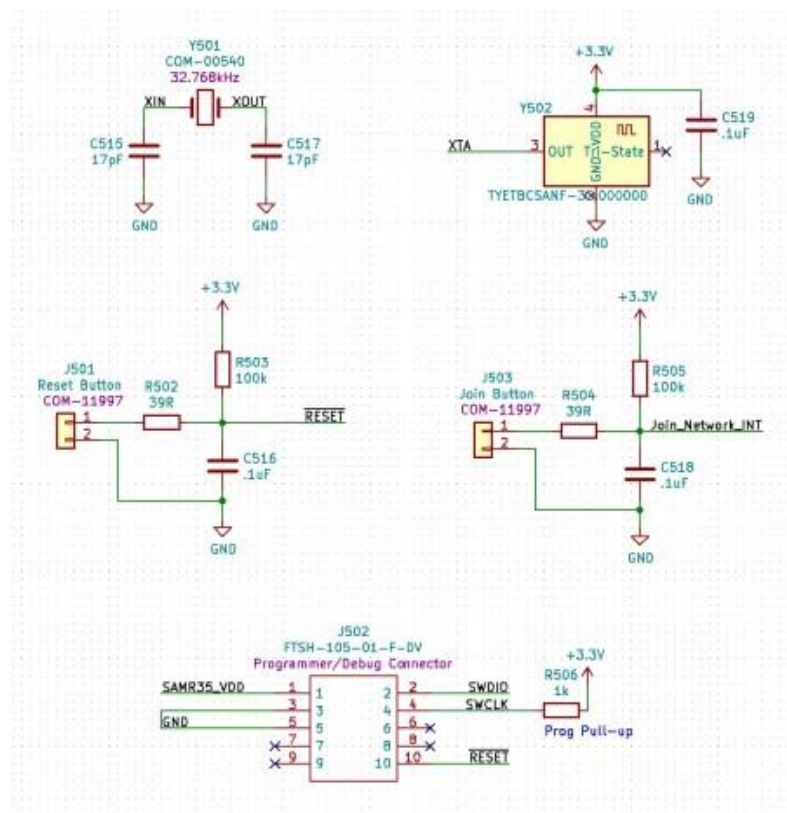 Y501
COM-00540
32.768kHz
XIN
XOUT
C515
17pF
C517
17pF
GND
GND
+3.3V
Y502
4
C519
.1uF
XTA
3
OUT
GND
VDD
1
GND
GND
+3.3V
R503
100k
J501
Reset Button
COM-11997
R502
39R
1
2
RESET
C516
.1uF
GND
+3.3V
R505
100k
J503
Join Button
COM-11997
R504
39R
1
2
Join_Network_INT
C518
.1uF
GND
J502
FTSH-105-01-F-DV
Programmer/Debug Connector
SAMR35_VDD
1
1
2
2
SWDIO
3
3
4
4
SWCLK
R506
1k
+3.3V
Prog Pull-up
GND
5
5
6
6
7
7
8
8
9
9
10
10
RESET